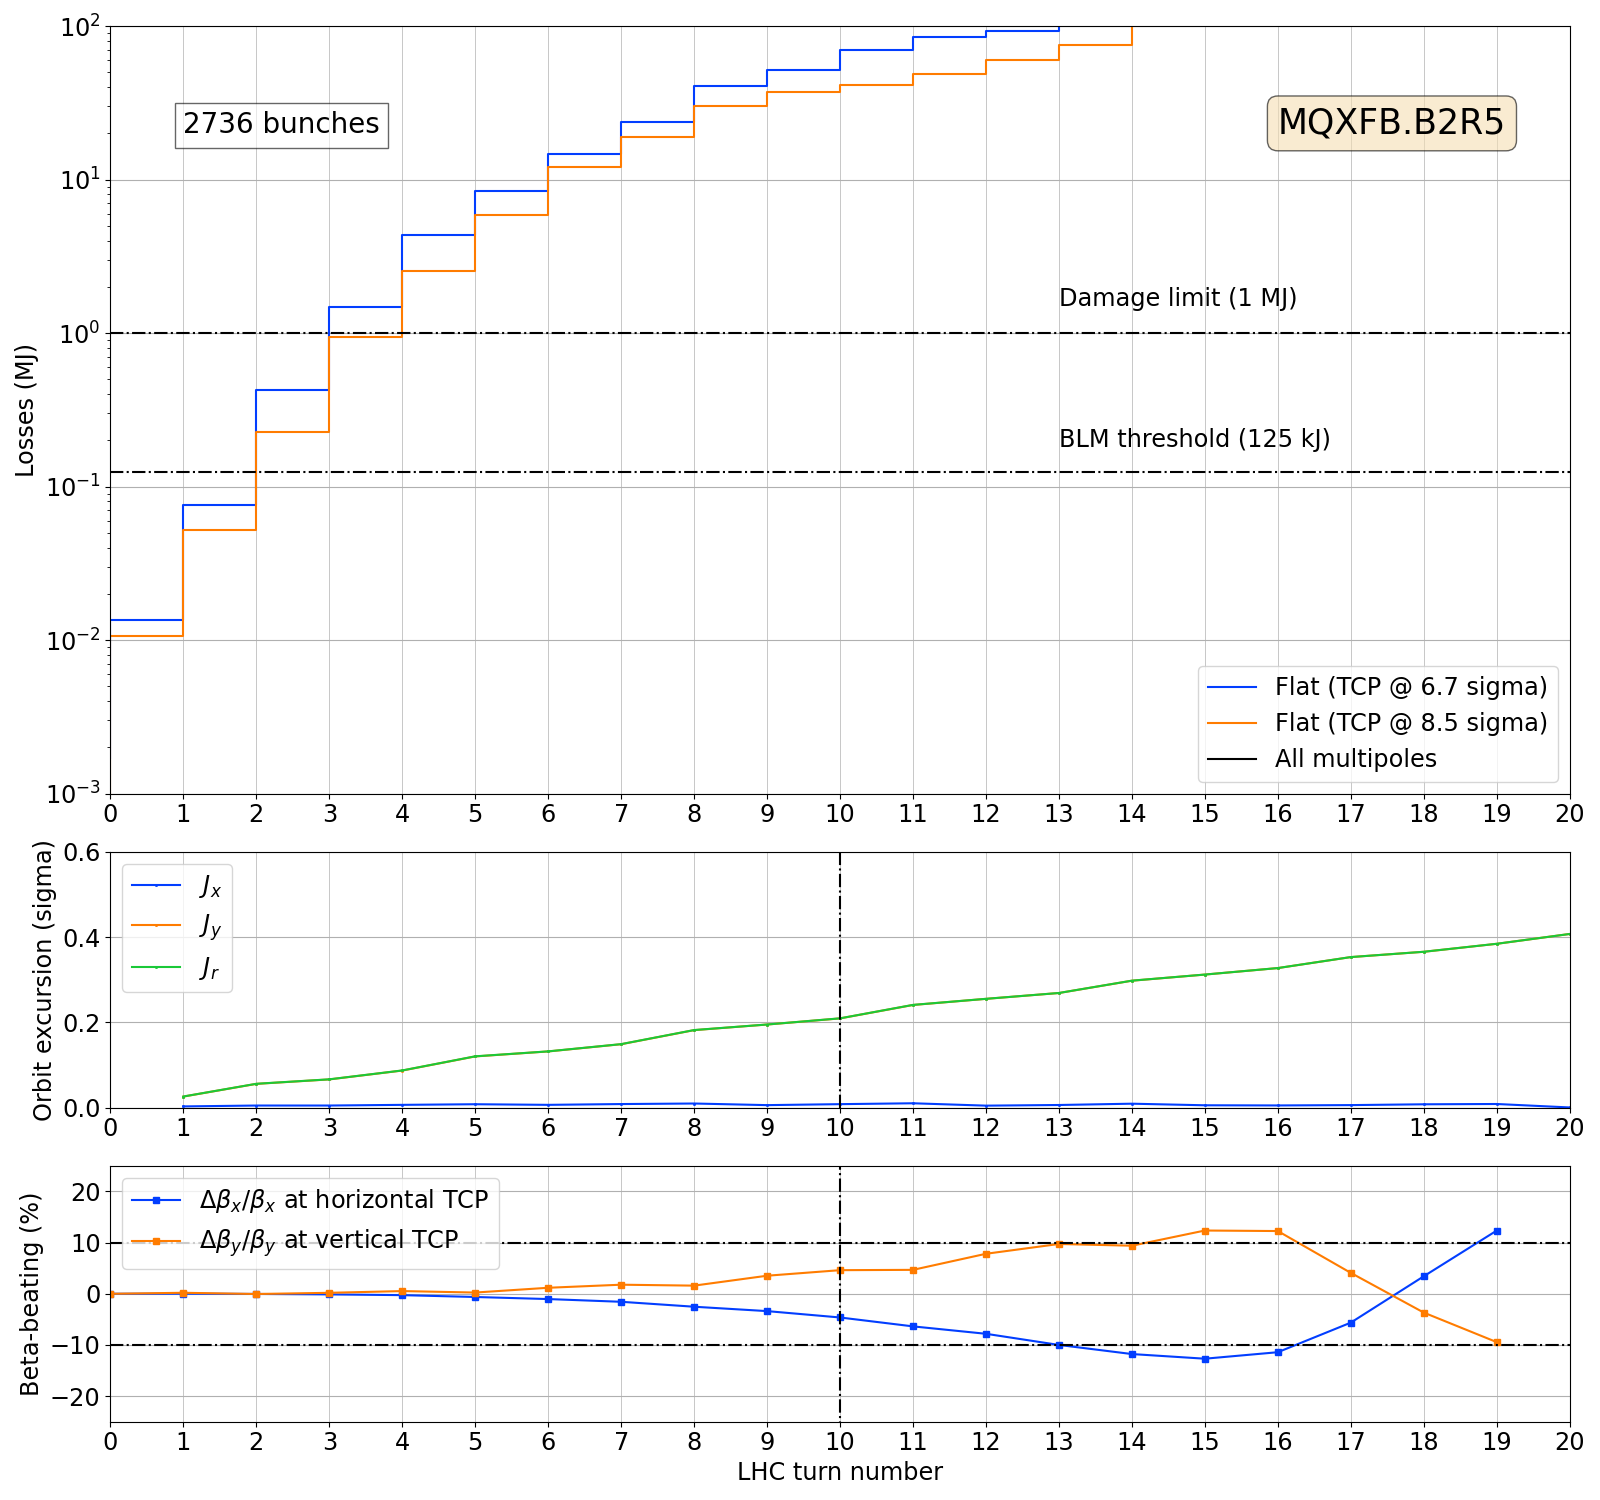 10²
10¹
10⁰
10⁻¹
10⁻²
10⁻³
Losses (MJ)
2736 bunches
MQXFB.B2R5
Damage limit (1 MJ)
BLM threshold (125 kJ)
Flat (TCP @ 6.7 sigma)
Flat (TCP @ 8.5 sigma)
All multipoles
0 1 2 3 4 5 6 7 8 9 10 11 12 13 14 15 16 17 18 19 20
0.6
0.4
0.2
0.0
Orbit excursion (sigma)
Jₓ
J_y
J_r
0 1 2 3 4 5 6 7 8 9 10 11 12 13 14 15 16 17 18 19 20
20
10
0
−10
−20
Beta-beating (%)
Δβₓ/βₓ at horizontal TCP
Δβ_y/β_y at vertical TCP
0 1 2 3 4 5 6 7 8 9 10 11 12 13 14 15 16 17 18 19 20
LHC turn number